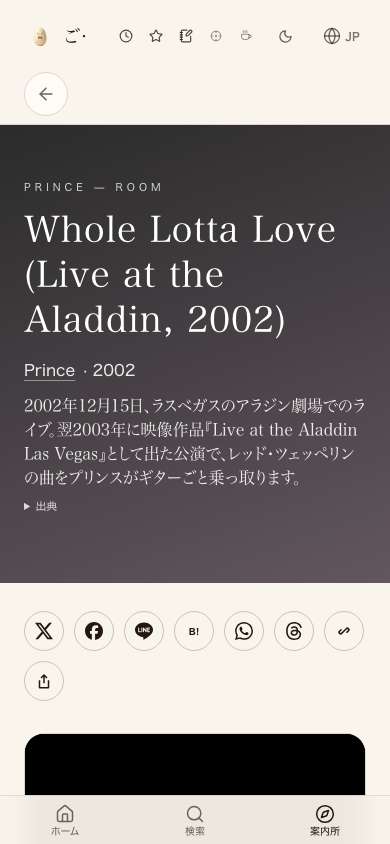 ご·
JP
PRINCE — ROOM
Whole Lotta Love
(Live at the
Aladdin, 2002)
Prince · 2002
2002年12月15日、ラスベガスのアラジン劇場でのラ
イブ。翌2003年に映像作品『Live at the Aladdin
Las Vegas』として出た公演で、レッド・ツェッペリン
の曲をプリンスがギターごと乗っ取ります。
▶ 出典
LINE
B!
ホーム
検索
案内所